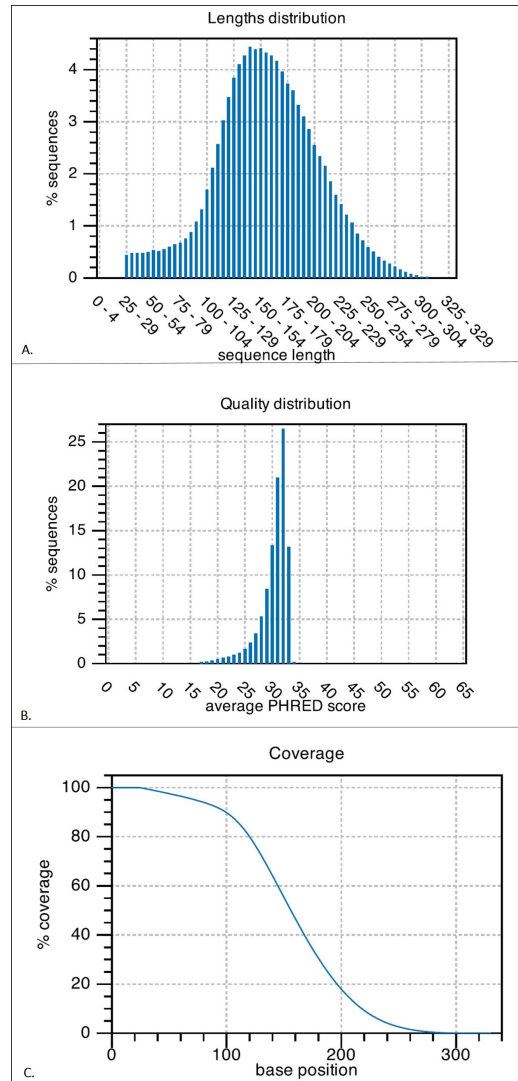 Lengths distribution
4
3
2
1
0
% sequences
0 - 4
25 - 29
50 - 54
75 - 79
100 - 104
125 - 129
150 - 154
175 - 179
200 - 204
225 - 229
250 - 254
275 - 279
300 - 304
325 - 329
sequence length
A.
Quality distribution
25
20
15
10
5
0
% sequences
0 5 10 15 20 25 30 35 40 45 50 55 60 65
average PHRED score
B.
Coverage
100
80
60
40
20
0
% coverage
0 100 200 300
base position
C.